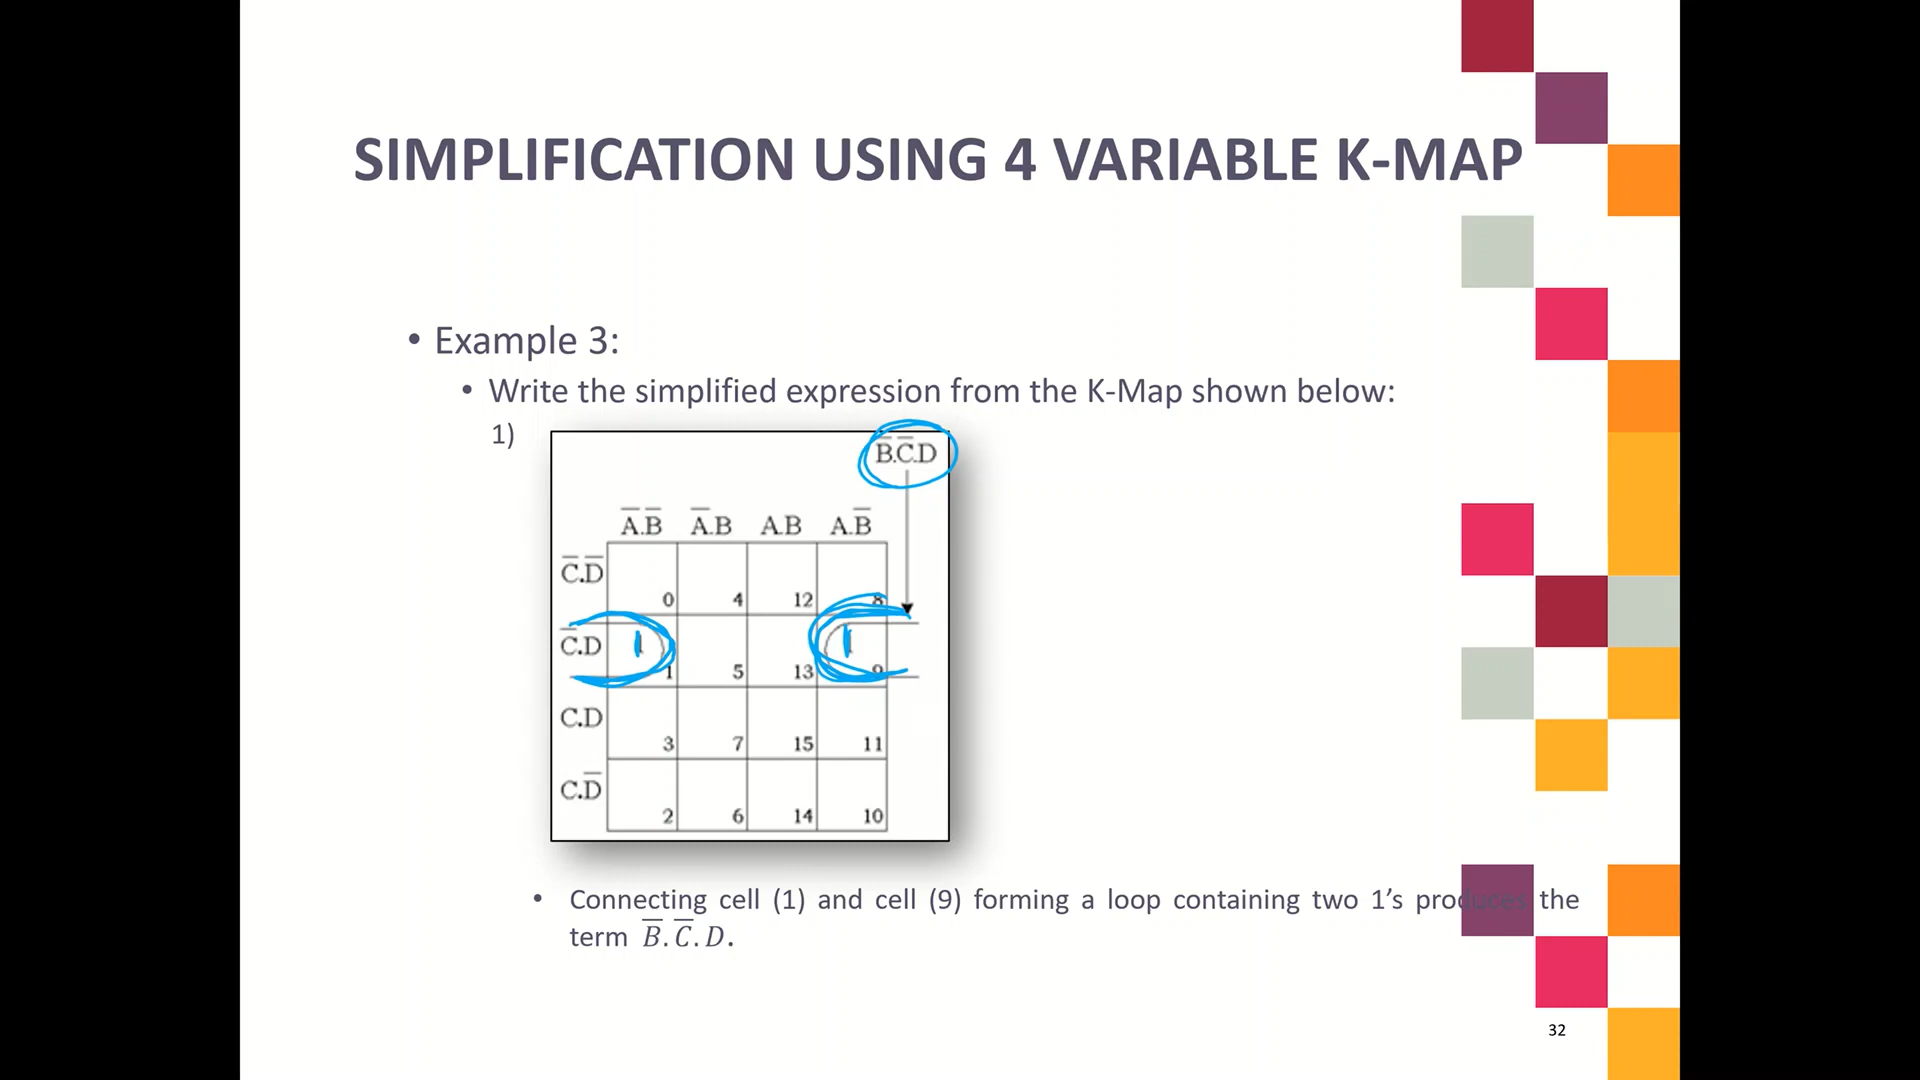 SIMPLIFICATION USING 4 VARIABLE K-MAP
• Example 3:
• Write the simplified expression from the K-Map shown below:
1)
B̅.C̅.D
A̅.B̅ A̅.B A.B A.B̅
C̅.D̅ 0 4 12 8
C̅.D 1 1 5 13 1 9
C.D 3 7 15 11
C.D̅ 2 6 14 10
• Connecting cell (1) and cell (9) forming a loop containing two 1’s produces the
term B̅.C̅.D.
32